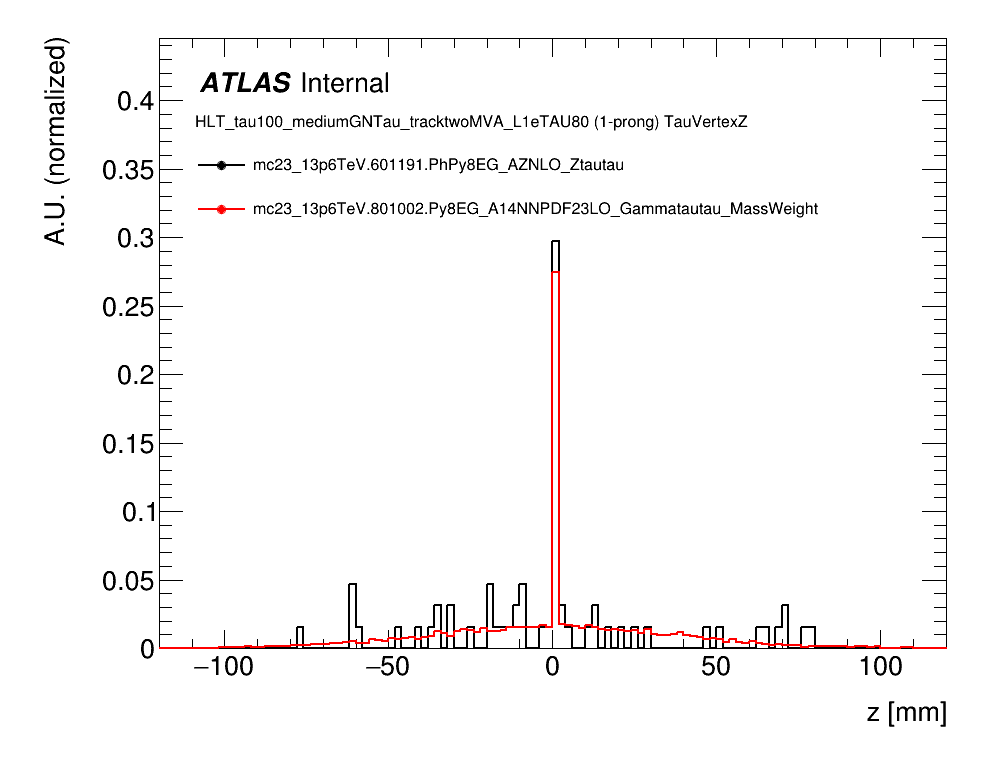 A.U. (normalized)
ATLAS Internal
HLT_tau100_mediumGNTau_tracktwoMVA_L1eTAU80 (1-prong) TauVertexZ
mc23_13p6TeV.601191.PhPy8EG_AZNLO_Ztautau
mc23_13p6TeV.801002.Py8EG_A14NNPDF23LO_Gammatautau_MassWeight
0.4
0.35
0.3
0.25
0.2
0.15
0.1
0.05
0
−100 −50 0 50 100
z [mm]